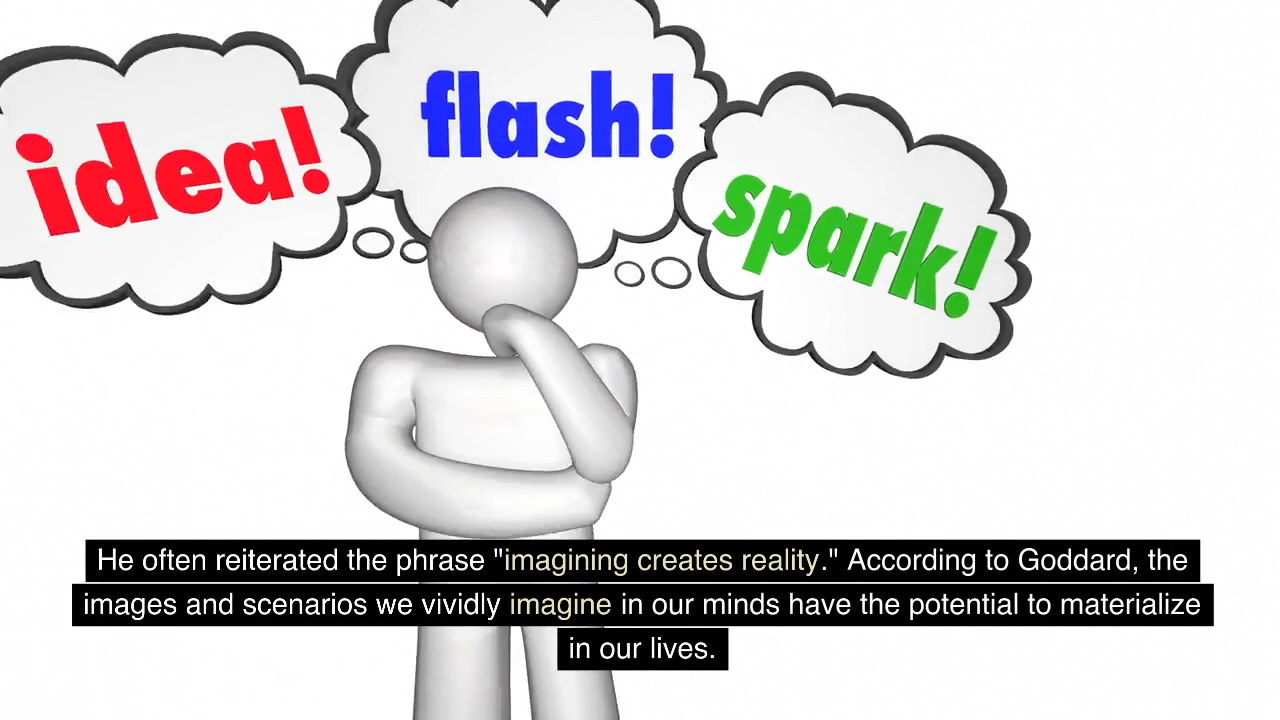 idea!
flash!
spark!
He often reiterated the phrase "imagining creates reality." According to Goddard, the
images and scenarios we vividly imagine in our minds have the potential to materialize
in our lives.